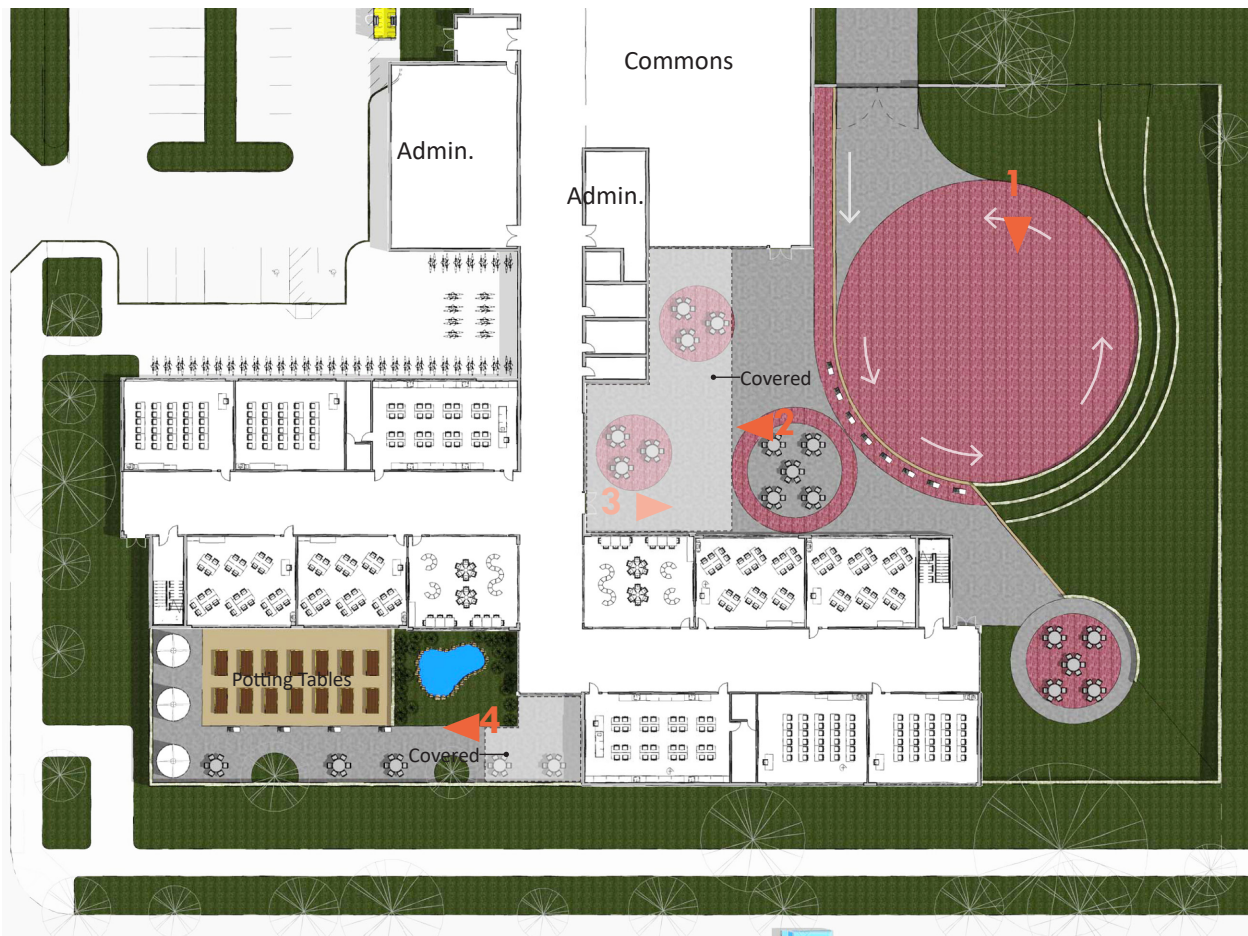 Commons
Admin.
1
Admin.
Covered
2
3
Potting Tables
4
Covered